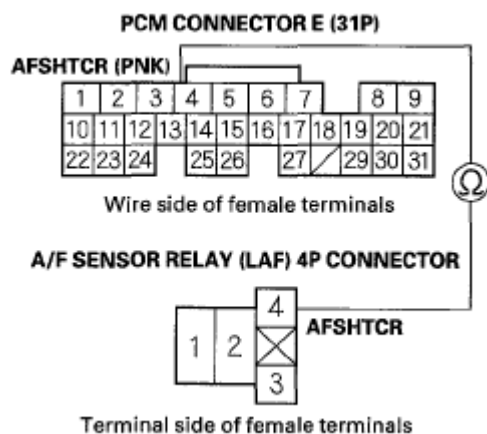 PCM CONNECTOR E (31P)
AFSHTCR (PNK)
1 2 3 4 5 6 7 8 9
10 11 12 13 14 15 16 17 18 19 20 21
22 23 24 25 26 27 29 30 31
Ω
Wire side of female terminals
A/F SENSOR RELAY (LAF) 4P CONNECTOR
4
AFSHTCR
1 2
3
Terminal side of female terminals